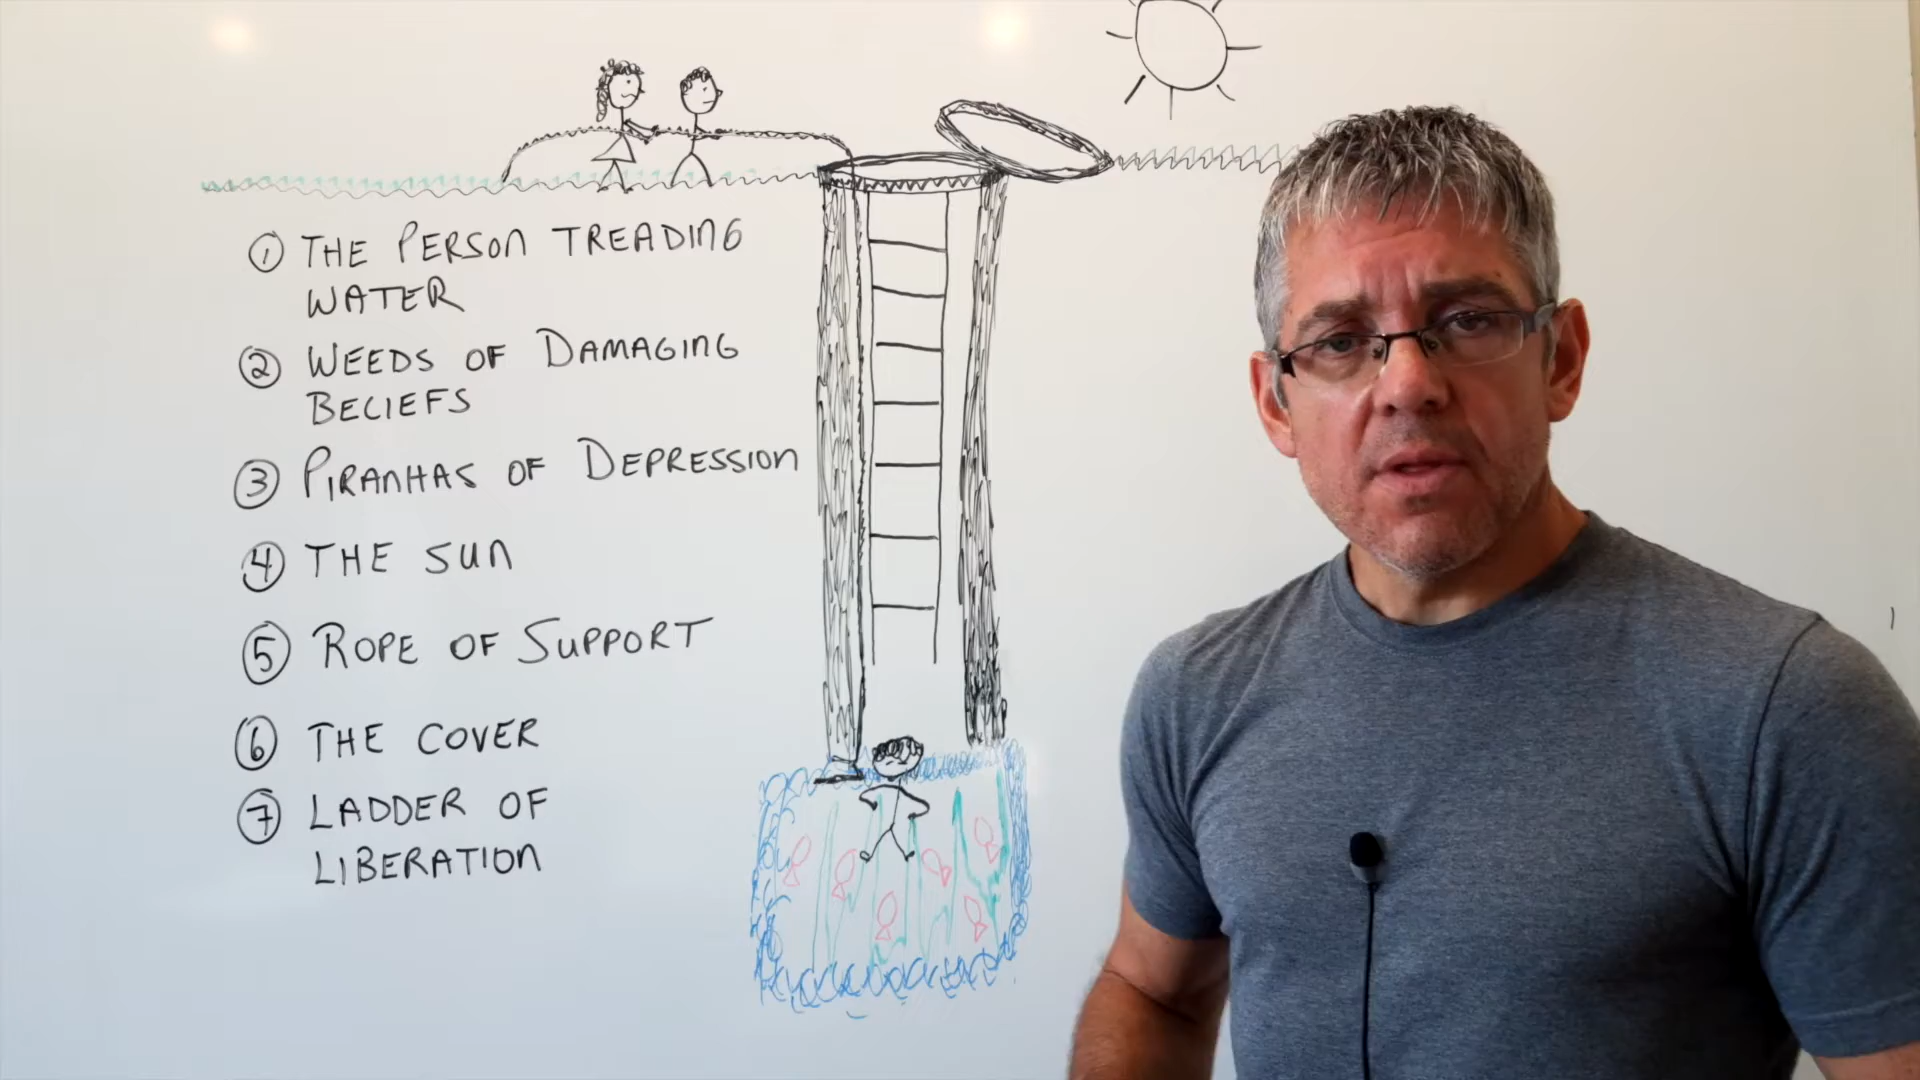 1 THE PERSON TREADING
WATER
2 WEEDS OF DAMAGING
BELIEFS
3 PIRANHAS OF DEPRESSION
4 THE SUN
5 ROPE OF SUPPORT
6 THE COVER
7 LADDER OF
LIBERATION